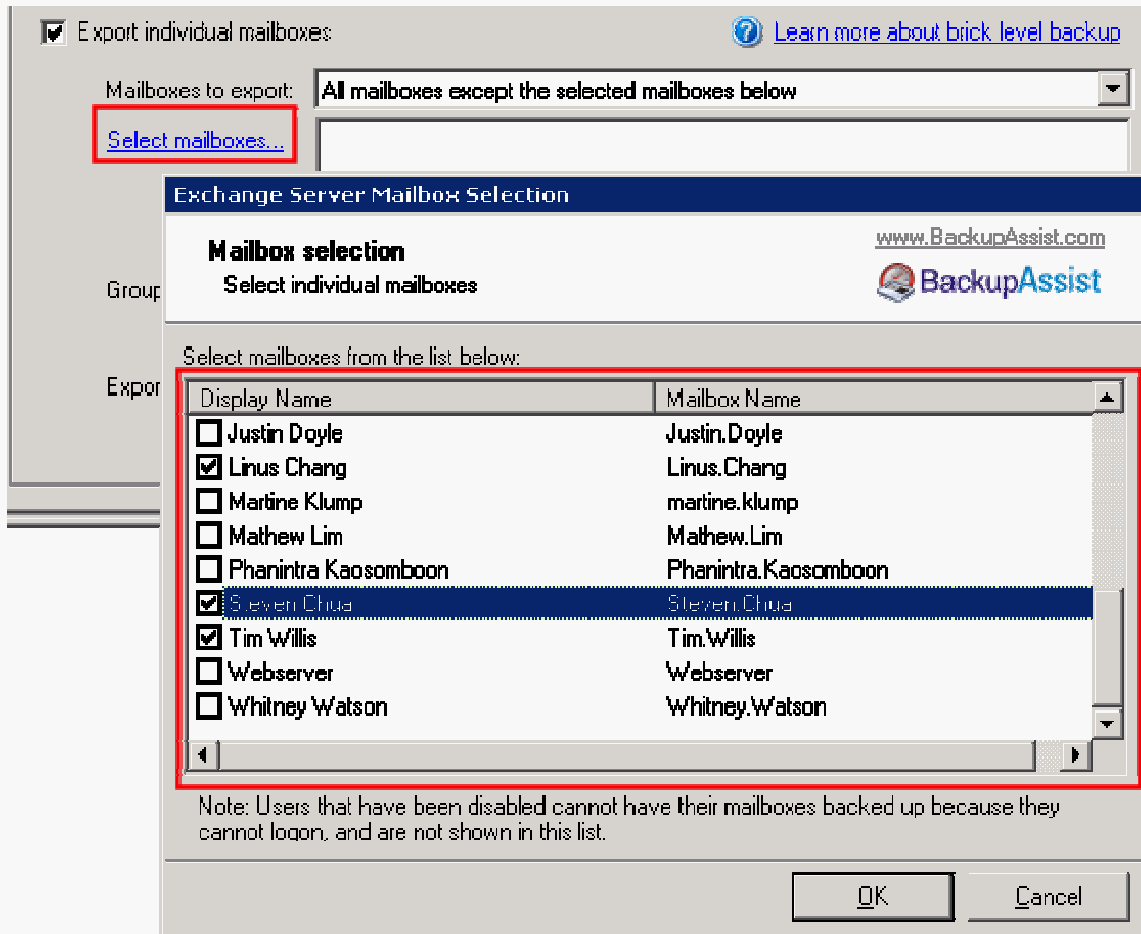 Export individual mailboxes
Learn more about brick level backup
Mailboxes to export: All mailboxes except the selected mailboxes below
Select mailboxes...
Exchange Server Mailbox Selection
Mailbox selection
www.BackupAssist.com
Select individual mailboxes
BackupAssist
Group
Select mailboxes from the list below:
Expor
Display Name Mailbox Name
Justin Doyle Justin.Doyle
Linus Chang Linus.Chang
Martine Klump martine.klump
Mathew Lim Mathew.Lim
Phanintra Kaosomboon Phanintra.Kaosomboon
Steven Chua Steven.Chua
Tim Willis Tim.Willis
Webserver Webserver
Whitney Watson Whitney.Watson
Note: Users that have been disabled cannot have their mailboxes backed up because they
cannot logon, and are not shown in this list.
OK Cancel